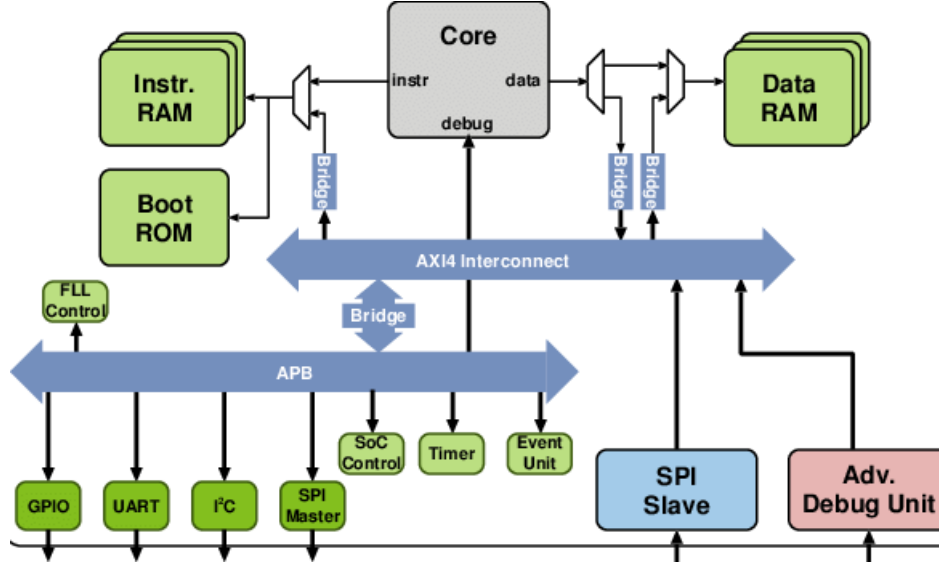 Core
instr
data
debug
Instr.
RAM
Data
RAM
Boot
ROM
Bridge
Bridge
Bridge
AXI4 Interconnect
FLL
Control
Bridge
APB
SoC
Control
Timer
Event
Unit
GPIO
UART
I²C
SPI
Master
SPI
Slave
Adv.
Debug Unit